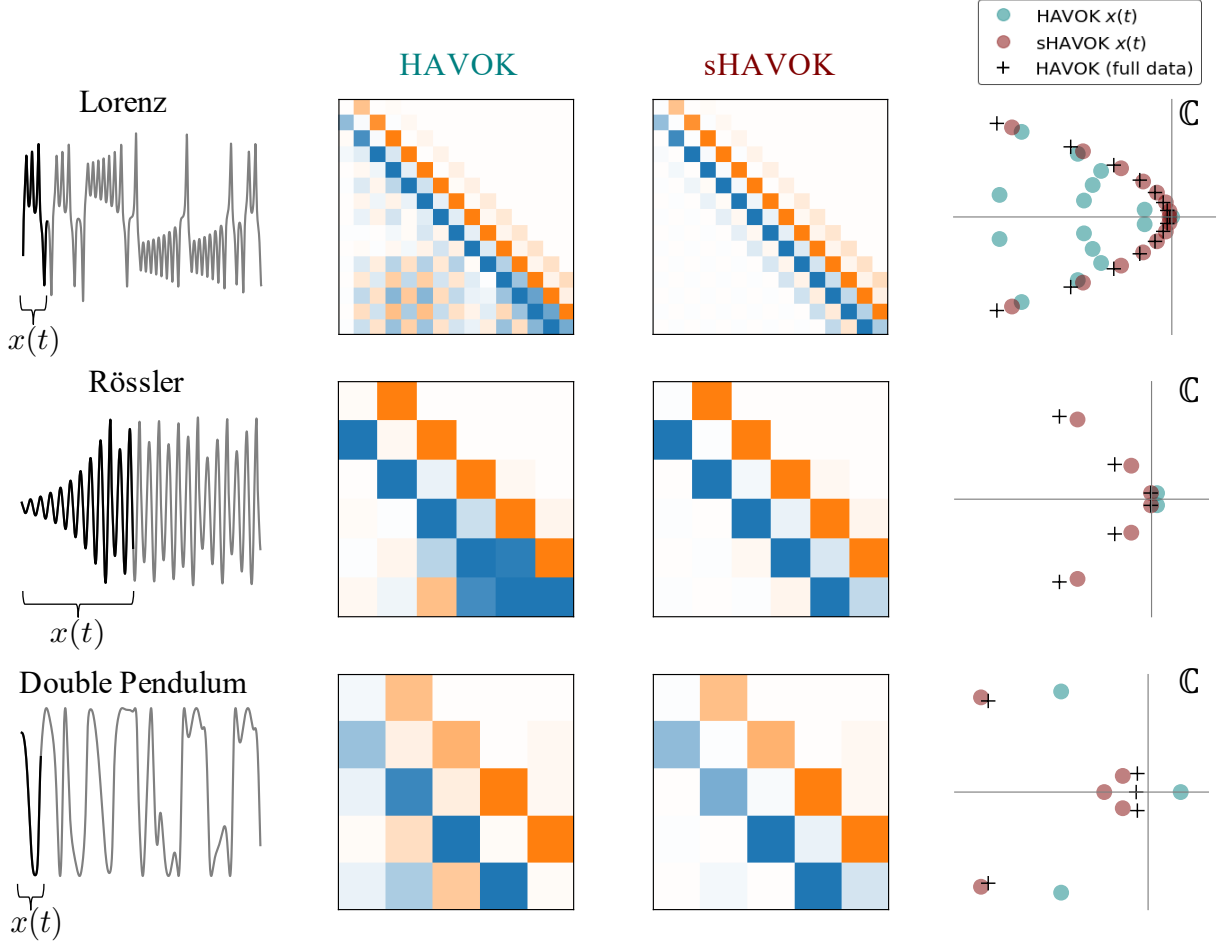 HAVOK x(t)
sHAVOK x(t)
HAVOK (full data)
HAVOK
sHAVOK
Lorenz
ℂ
x(t)
Rössler
ℂ
x(t)
Double Pendulum
ℂ
x(t)